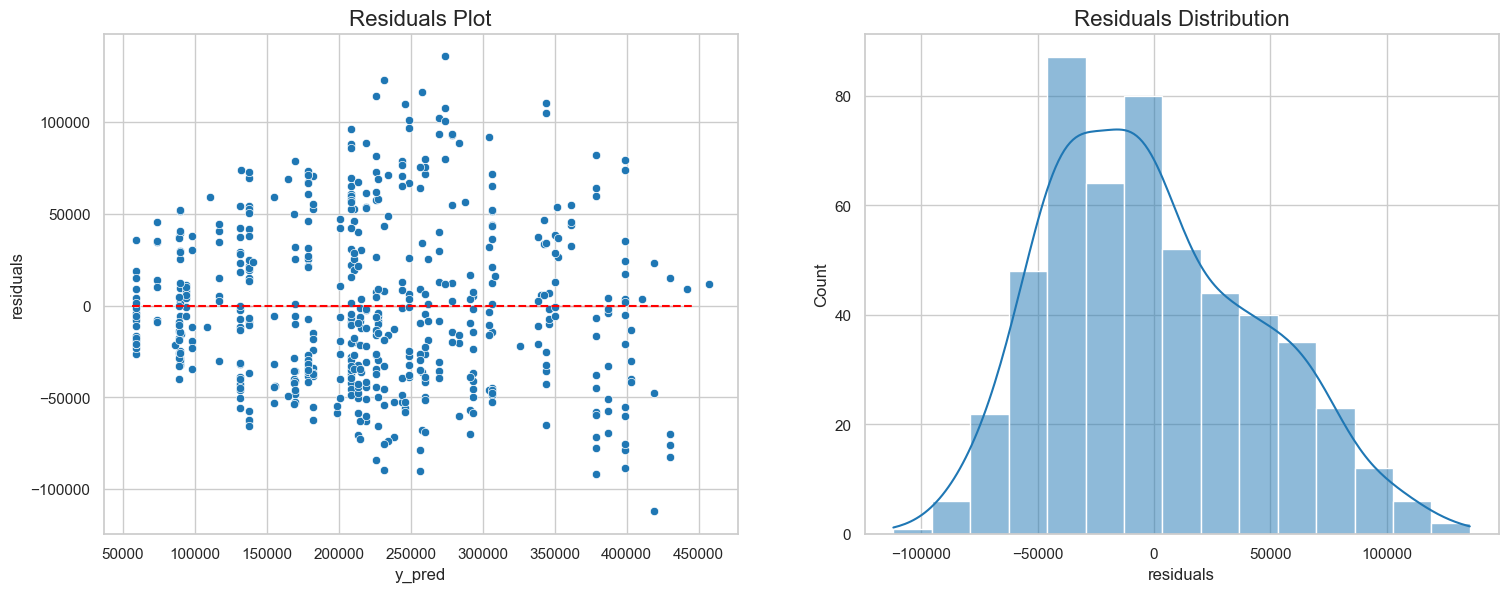 Residuals Plot
100000
50000
0
−50000
−100000
residuals
50000 100000 150000 200000 250000 300000 350000 400000 450000
y_pred
Residuals Distribution
80
60
40
20
0
Count
−100000 −50000 0 50000 100000
residuals